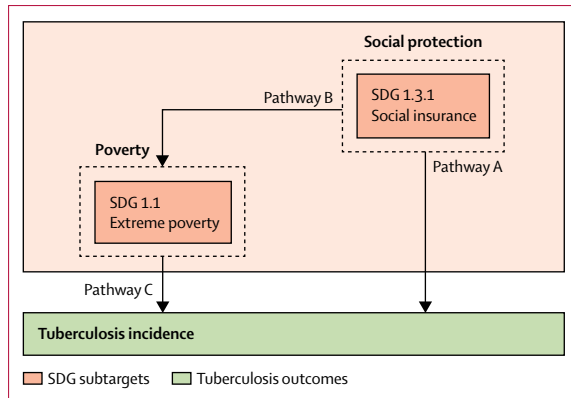 Social protection
SDG 1.3.1
Social insurance
Pathway B
Pathway A
Poverty
SDG 1.1
Extreme poverty
Pathway C
Tuberculosis incidence
SDG subtargets
Tuberculosis outcomes